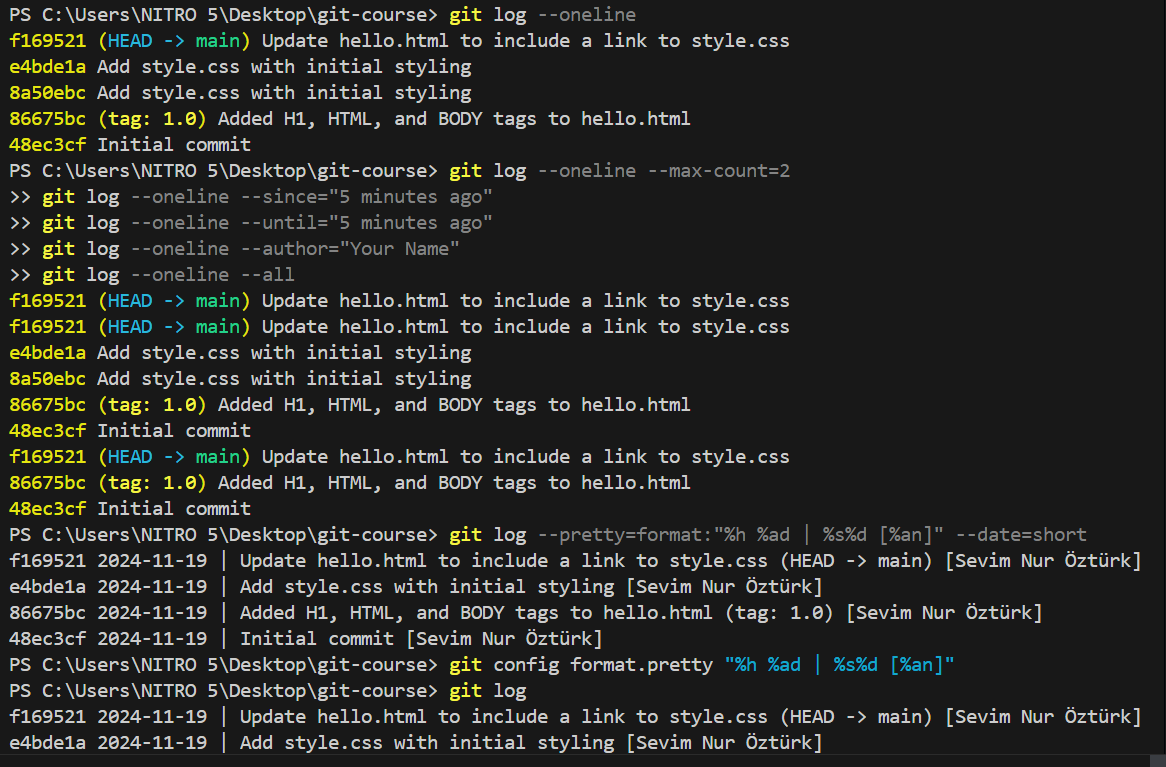 PS C:\Users\NITRO 5\Desktop\git-course> git log --oneline
f169521 (HEAD -> main) Update hello.html to include a link to style.css
e4bde1a Add style.css with initial styling
8a50ebc Add style.css with initial styling
86675bc (tag: 1.0) Added H1, HTML, and BODY tags to hello.html
48ec3cf Initial commit
PS C:\Users\NITRO 5\Desktop\git-course> git log --oneline --max-count=2
>> git log --oneline --since="5 minutes ago"
>> git log --oneline --until="5 minutes ago"
>> git log --oneline --author="Your Name"
>> git log --oneline --all
f169521 (HEAD -> main) Update hello.html to include a link to style.css
f169521 (HEAD -> main) Update hello.html to include a link to style.css
e4bde1a Add style.css with initial styling
8a50ebc Add style.css with initial styling
86675bc (tag: 1.0) Added H1, HTML, and BODY tags to hello.html
48ec3cf Initial commit
f169521 (HEAD -> main) Update hello.html to include a link to style.css
86675bc (tag: 1.0) Added H1, HTML, and BODY tags to hello.html
48ec3cf Initial commit
PS C:\Users\NITRO 5\Desktop\git-course> git log --pretty=format:"%h %ad | %s%d [%an]" --date=short
f169521 2024-11-19 | Update hello.html to include a link to style.css (HEAD -> main) [Sevim Nur Öztürk]
e4bde1a 2024-11-19 | Add style.css with initial styling [Sevim Nur Öztürk]
86675bc 2024-11-19 | Added H1, HTML, and BODY tags to hello.html (tag: 1.0) [Sevim Nur Öztürk]
48ec3cf 2024-11-19 | Initial commit [Sevim Nur Öztürk]
PS C:\Users\NITRO 5\Desktop\git-course> git config format.pretty "%h %ad | %s%d [%an]"
PS C:\Users\NITRO 5\Desktop\git-course> git log
f169521 2024-11-19 | Update hello.html to include a link to style.css (HEAD -> main) [Sevim Nur Öztürk]
e4bde1a 2024-11-19 | Add style.css with initial styling [Sevim Nur Öztürk]